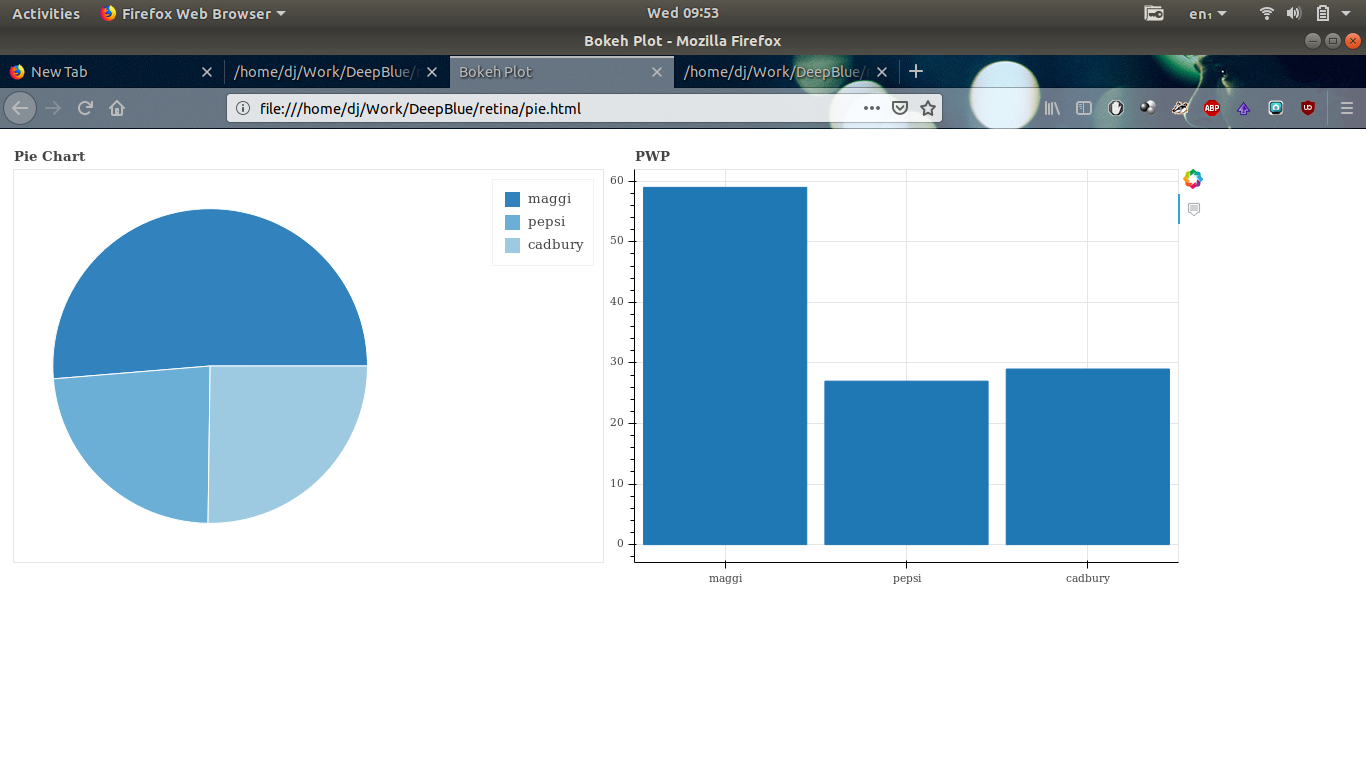 Activities Firefox Web Browser Wed 09:53 en₁
Bokeh Plot - Mozilla Firefox
New Tab /home/dj/Work/DeepBlue/ Bokeh Plot /home/dj/Work/DeepBlue/
file:///home/dj/Work/DeepBlue/retina/pie.html ABP UD
Pie Chart
maggi
pepsi
cadbury
PWP
60
50
40
30
20
10
0
maggi pepsi cadbury